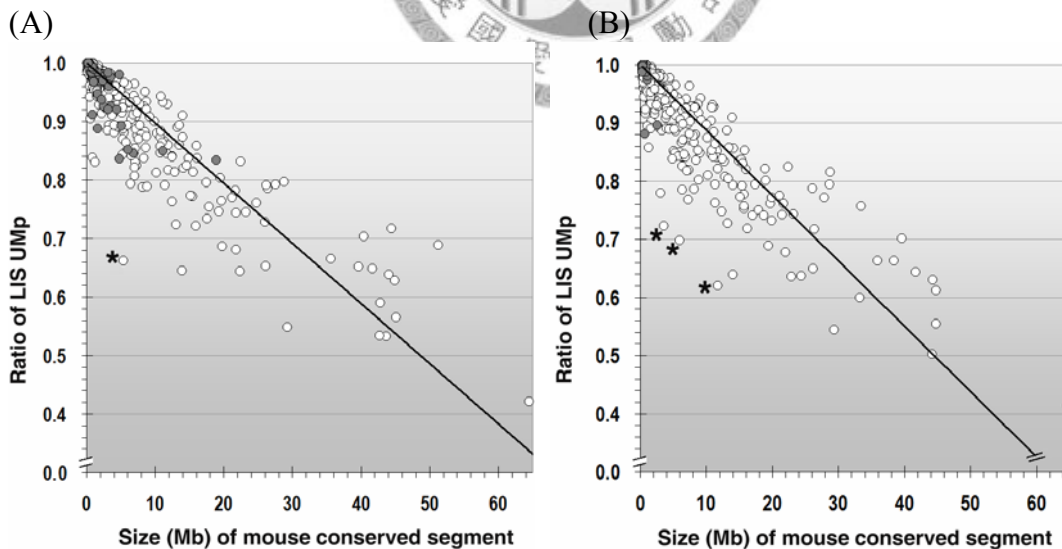 (A)
(B)
愛 國 動
Ratio of LIS UMp
1.0
0.9
0.8
0.7
0.6
0.5
0.4
0.0
0 10 20 30 40 50 60
Size (Mb) of mouse conserved segment
*
Ratio of LIS UMp
1.0
0.9
0.8
0.7
0.6
0.5
0.4
0.0
0 10 20 30 40 50 60
Size (Mb) of mouse conserved segment
*
*
*